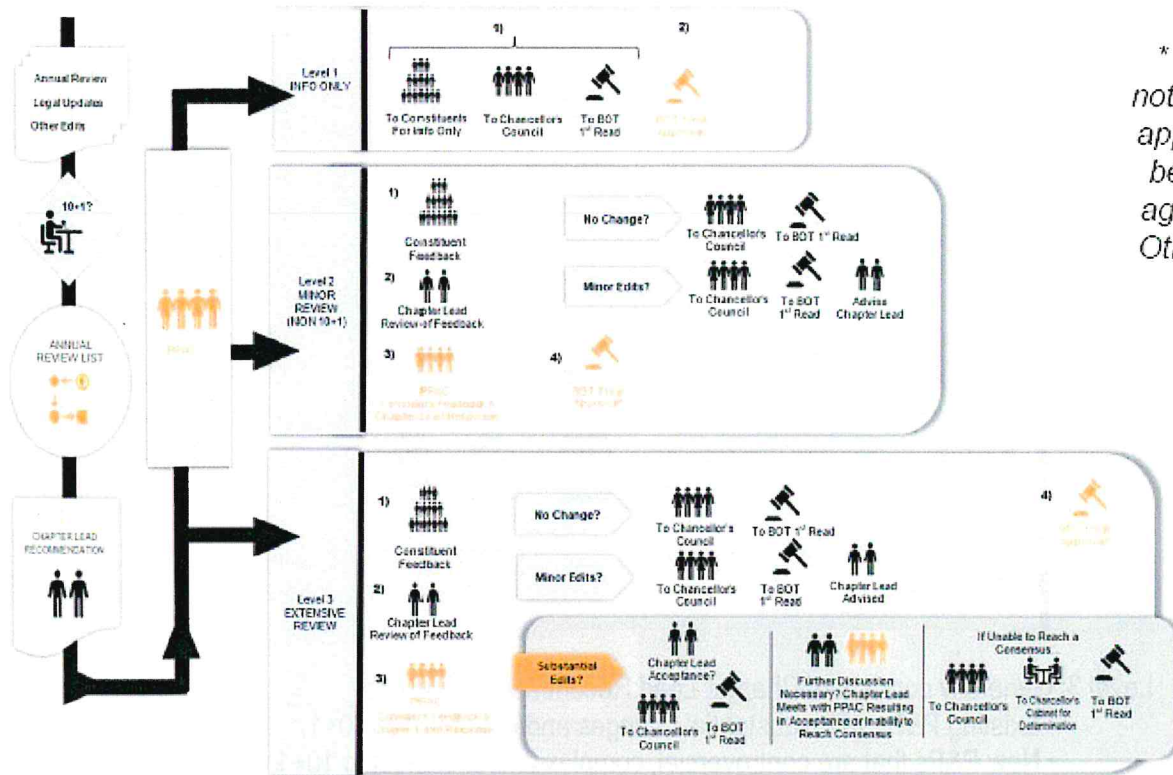 Annual Review
Legal Updates
Other Edits
10+1?
ANNUAL
REVIEW LIST
CHAPTER LEAD
RECOMMENDATION
PPAC
Level 1
INFO ONLY
1)
2)
To Constituents
For Info Only
To Chancellor's
Council
To BOT
1st Read
Level 2
MINOR
REVIEW
(NON 10+1)
1)
Constituent
Feedback
2)
Chapter Lead
Review of Feedback
3)
PPAC
4)
No Change?
To Chancellor's
Council
To BOT 1st Read
Minor Edits?
To Chancellor's
Council
To BOT
1st Read
Advise
Chapter Lead
Level 3
EXTENSIVE
REVIEW
1)
Constituent
Feedback
2)
Chapter Lead
Review of Feedback
3)
PPAC
No Change?
To Chancellor's
Council
To BOT 1st Read
4)
Minor Edits?
To Chancellor's
Council
To BOT
1st Read
Chapter Lead
Advised
Substantial
Edits?
Chapter Lead
Acceptance?
To Chancellor's
Council
To BOT
1st Read
Further Discussion
Necessary? Chapter Lead
Meets with PPAC Resulting
in Acceptance or Inability to
Reach Consensus
If Unable to Reach a
Consensus
To Chancellor's
Council
To Chancellor's
Cabinet for
Determination
To BOT
1st Read
*
not